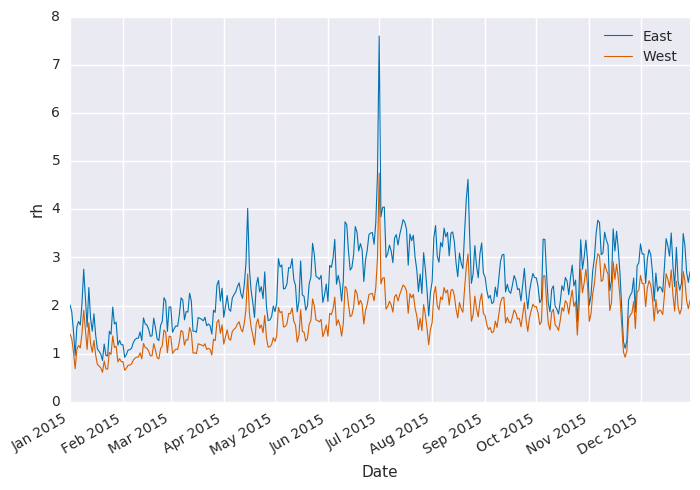 8
7
6
5
4
3
2
1
0
rh
East
West
Jan 2015
Feb 2015
Mar 2015
Apr 2015
May 2015
Jun 2015
Jul 2015
Aug 2015
Sep 2015
Oct 2015
Nov 2015
Dec 2015
Date